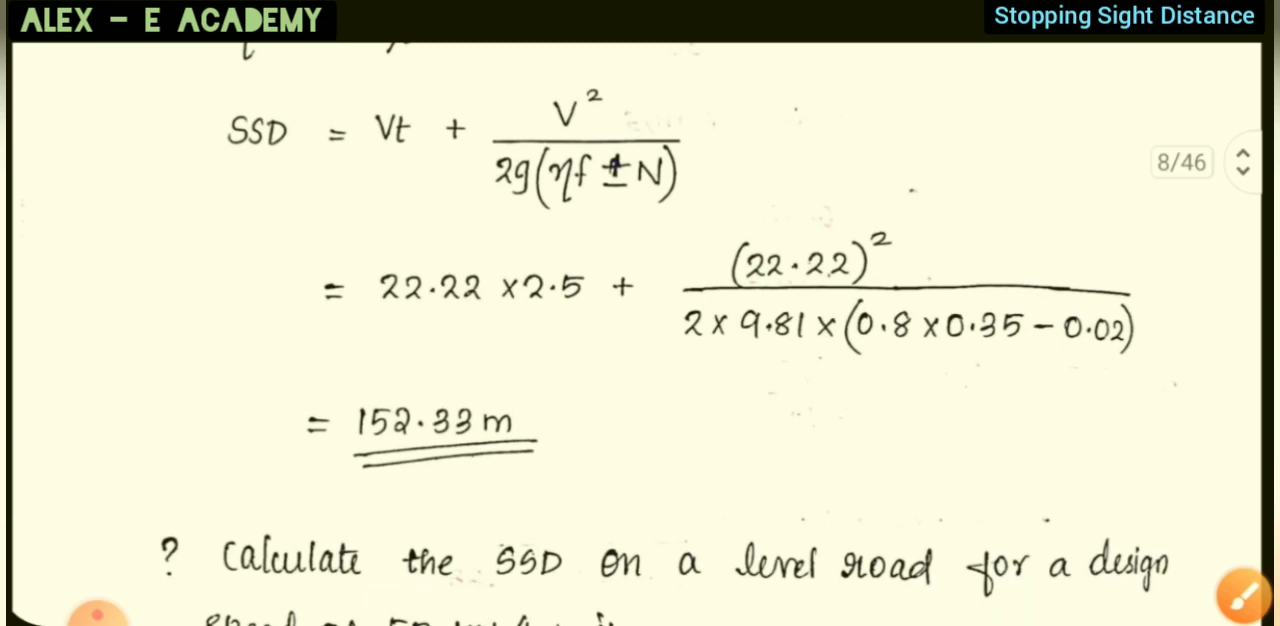 ALEX - E ACADEMY
Stopping Sight Distance
SSD = Vt + V² / 2g(ηf ± N)
8/46
= 22.22 × 2.5 + (22.22)² / 2 × 9.81 × (0.8 × 0.35 - 0.02)
= 152.33 m
? Calculate the SSD on a level road for a design